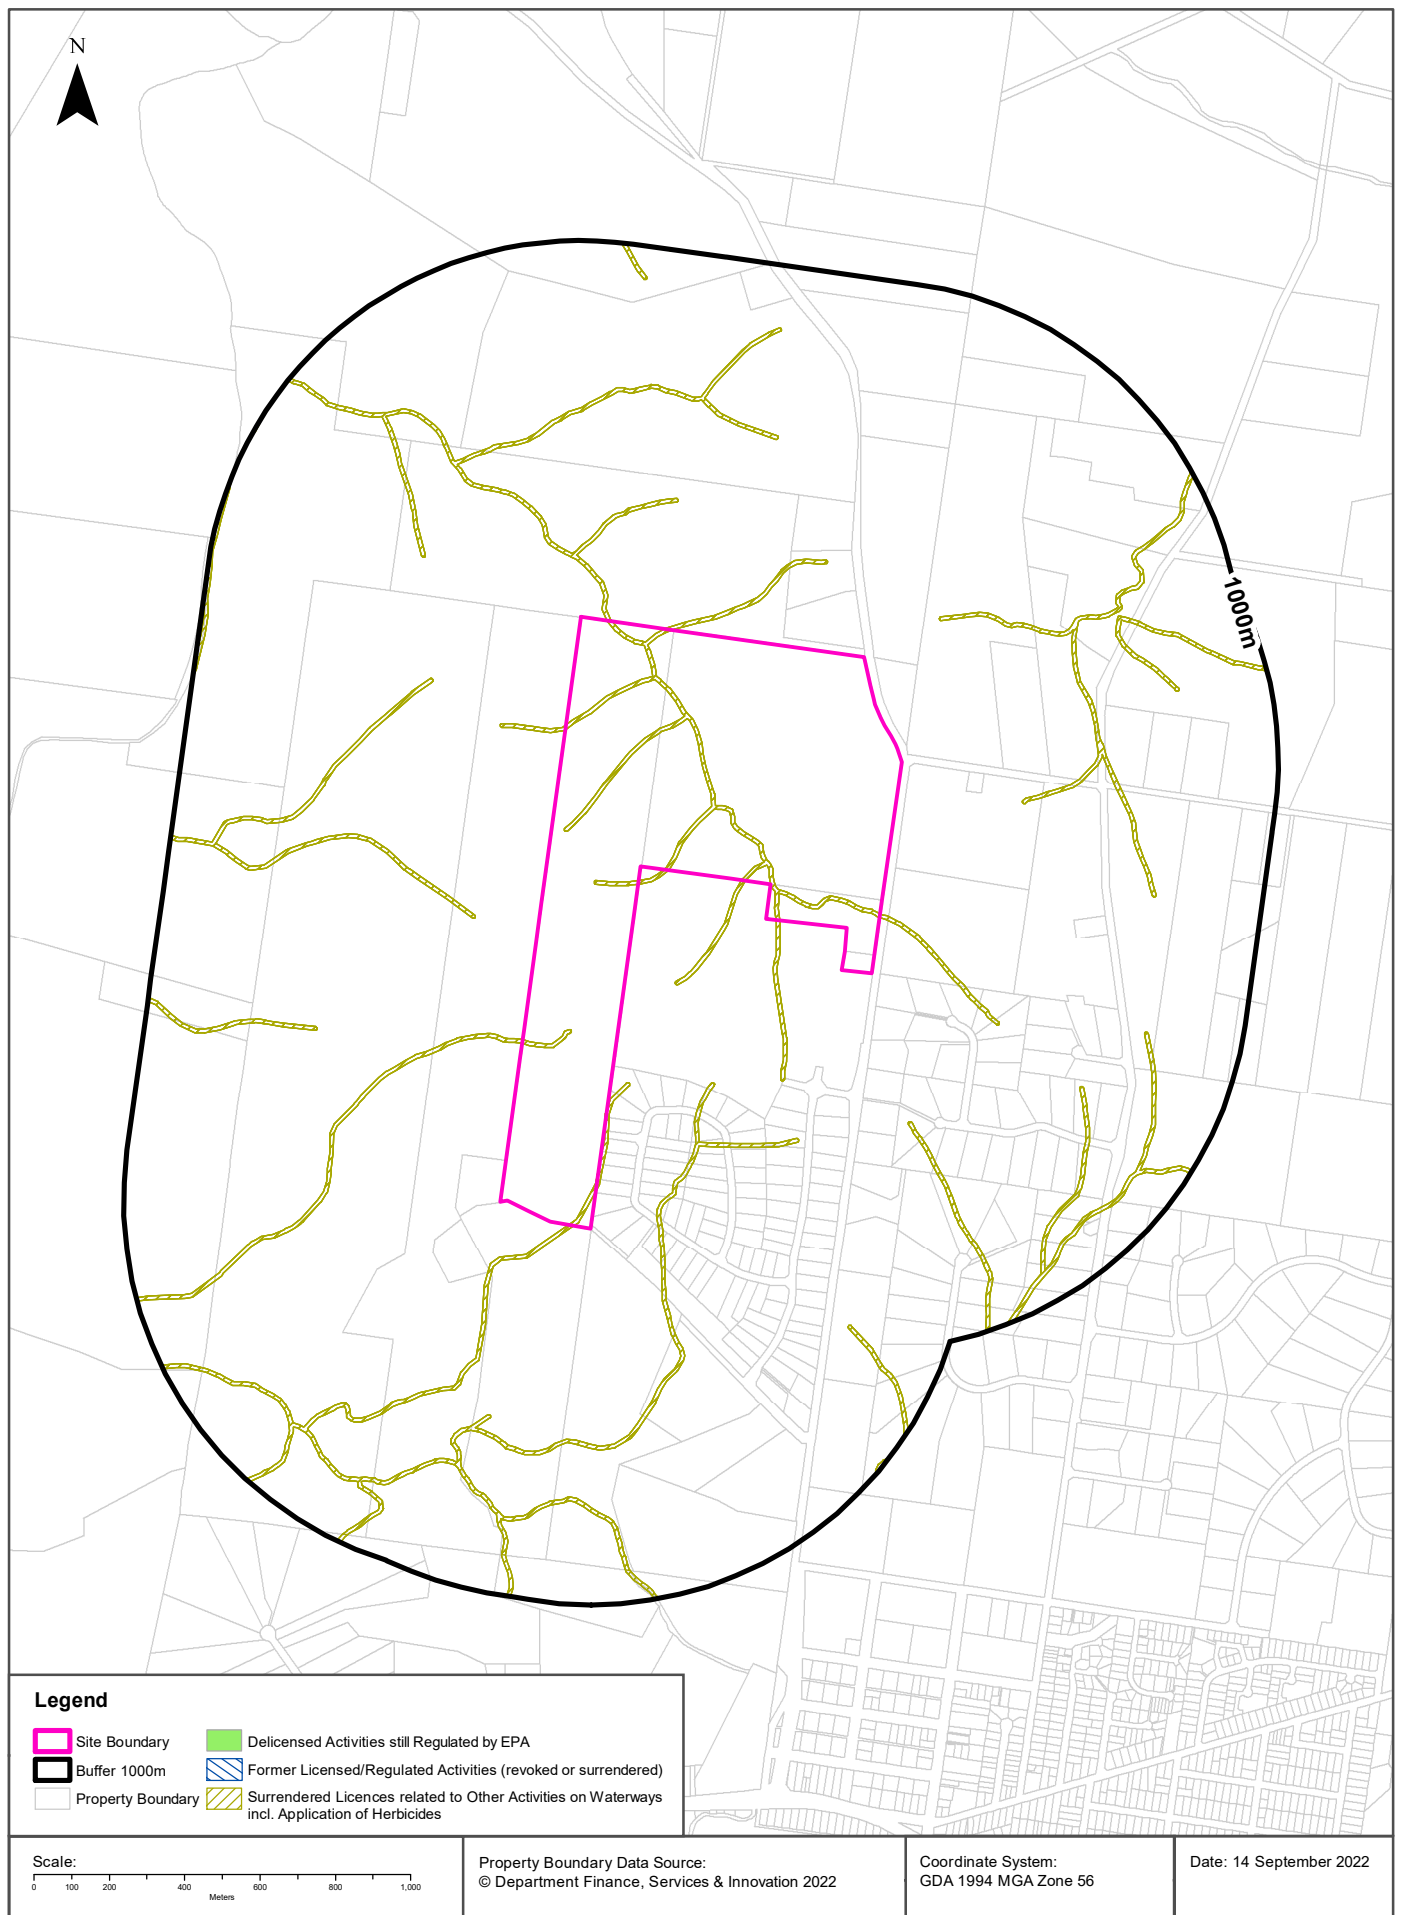 N
1000m
Legend
Site Boundary
Buffer 1000m
Property Boundary
Delicensed Activities still Regulated by EPA
Former Licensed/Regulated Activities (revoked or surrendered)
Surrendered Licences related to Other Activities on Waterways
incl. Application of Herbicides
Scale:
0 100 200 400 600 800 1,000
Meters
Property Boundary Data Source:
© Department Finance, Services & Innovation 2022
Coordinate System:
GDA 1994 MGA Zone 56
Date: 14 September 2022